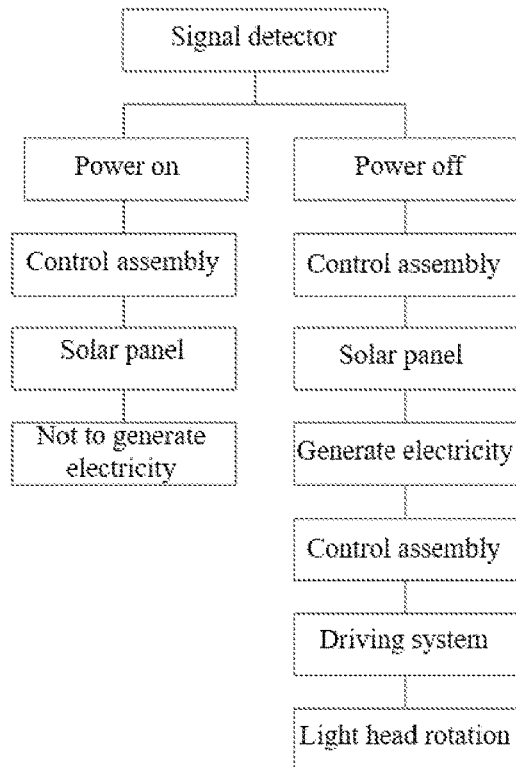 Signal detector
Power on
Power off
Control assembly
Control assembly
Solar panel
Solar panel
Not to generate
electricity
Generate electricity
Control assembly
Driving system
Light head rotation